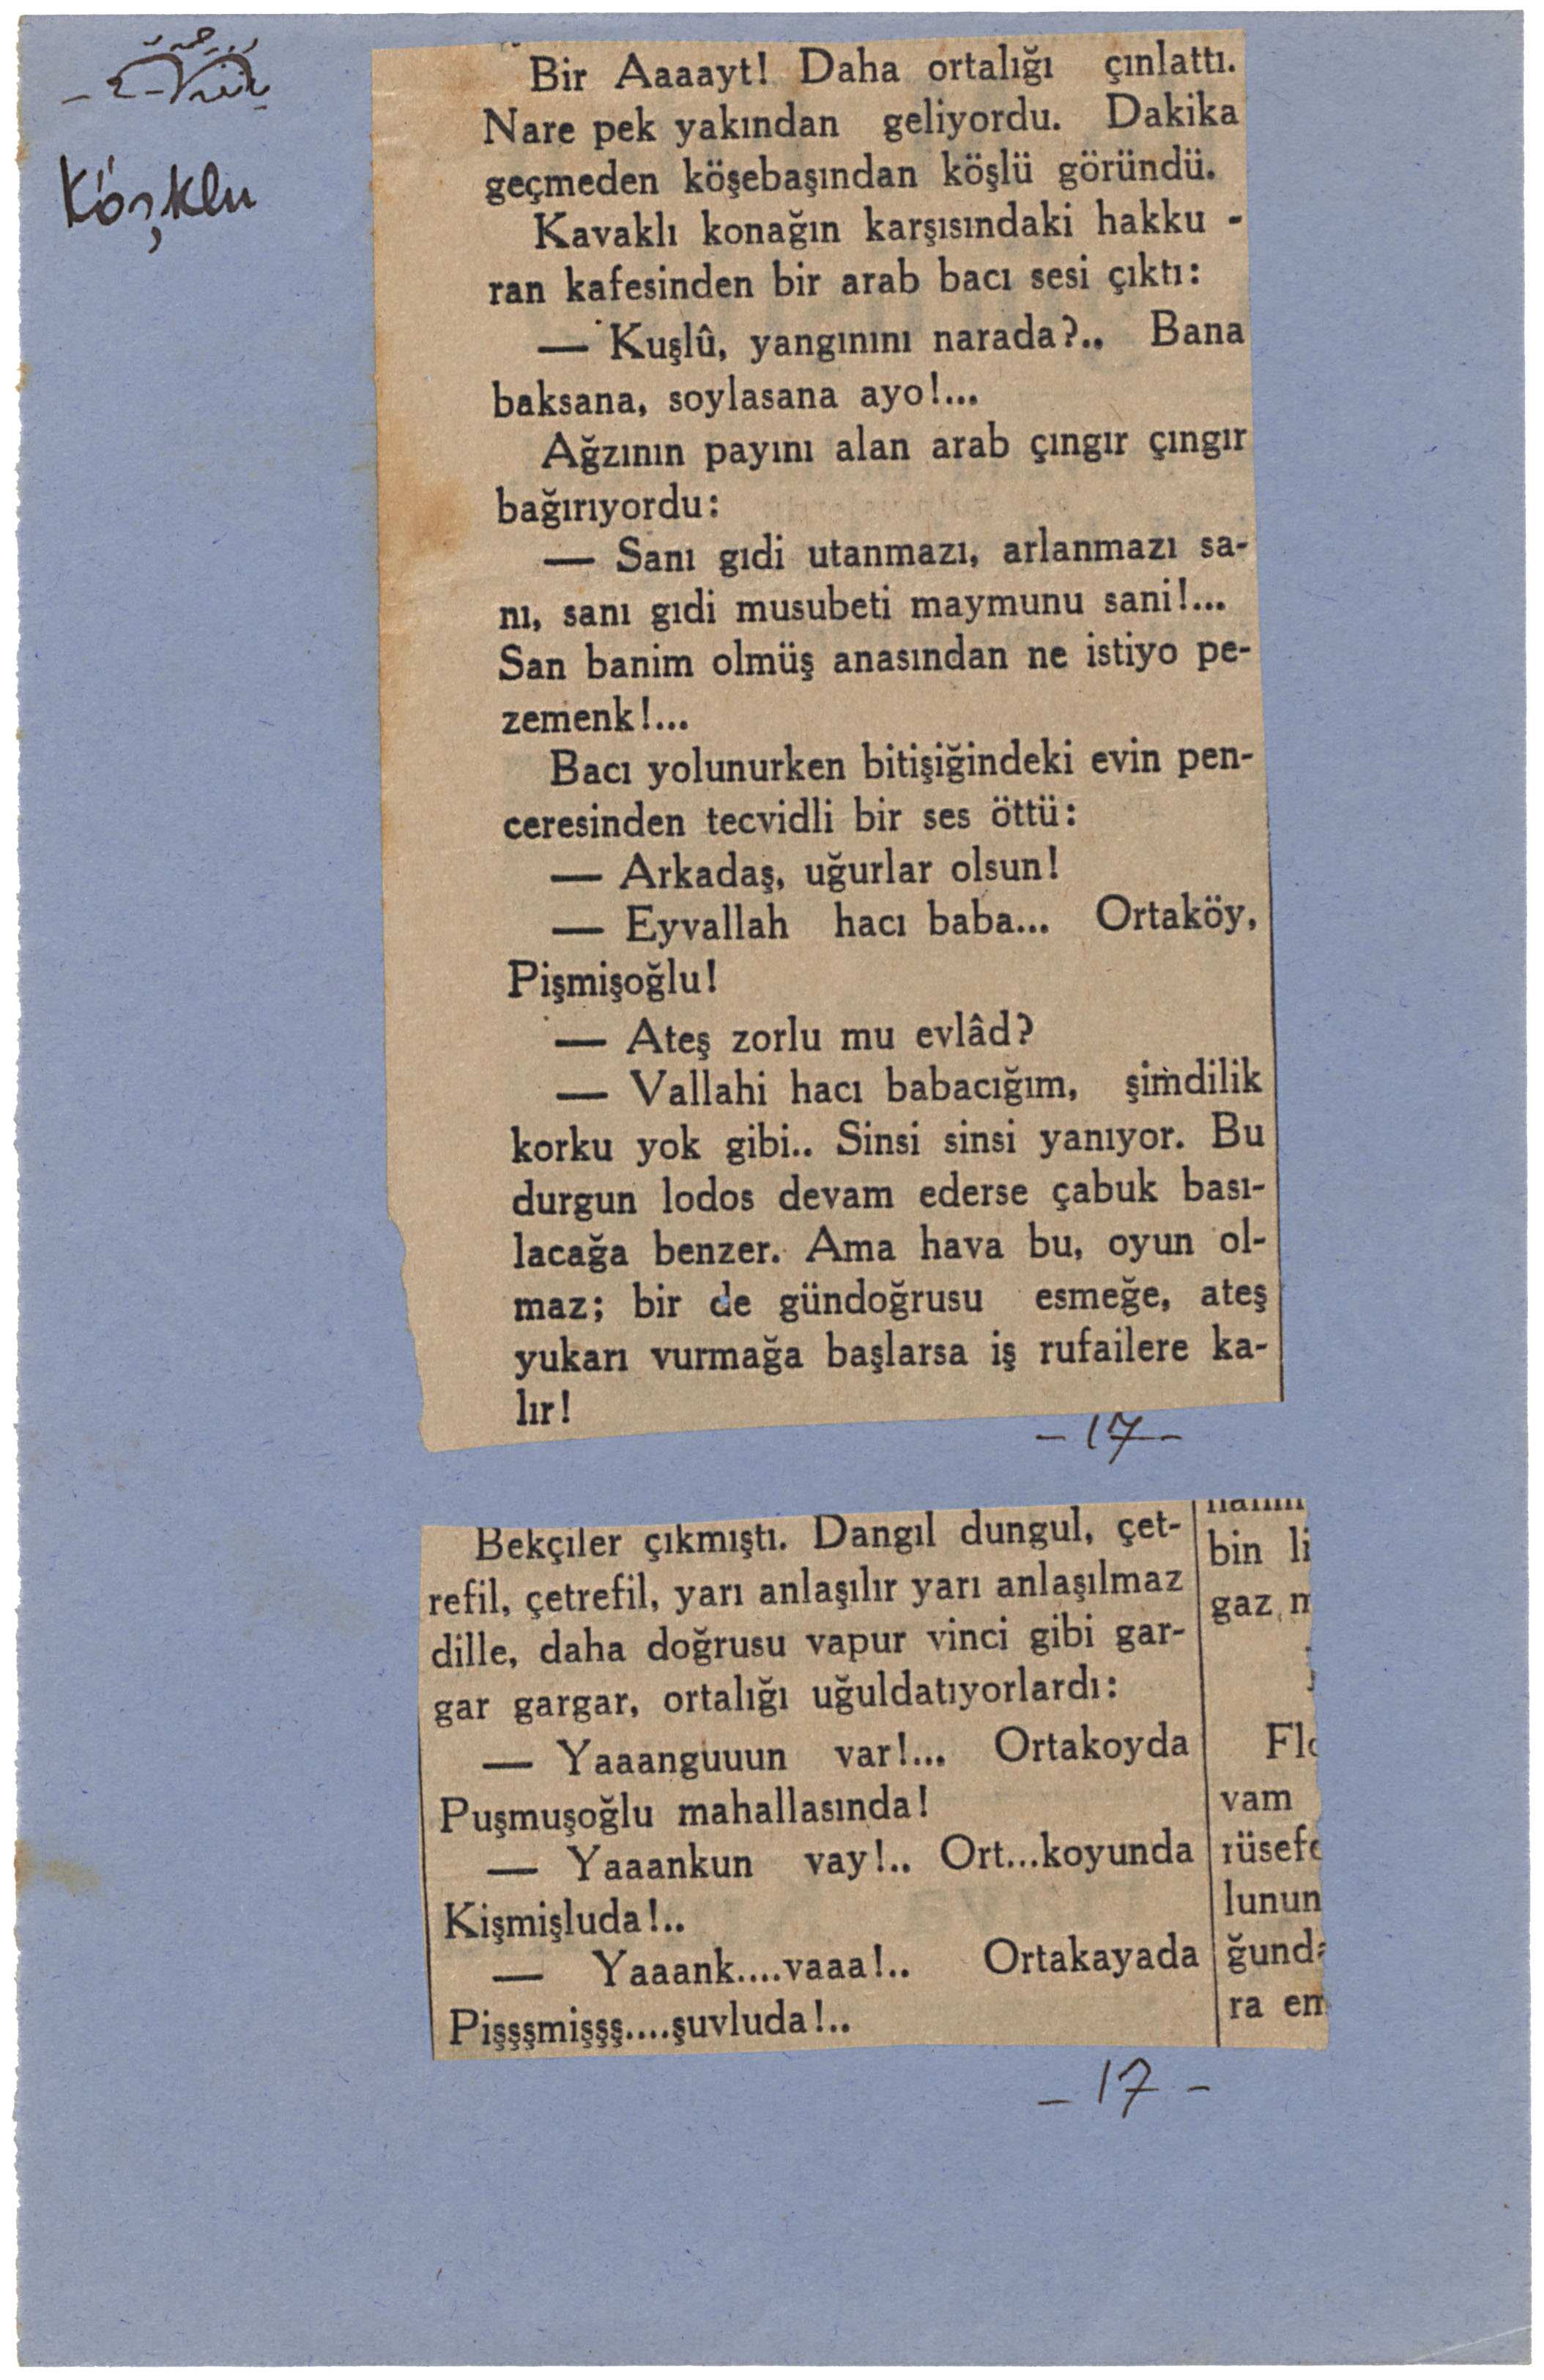 Köşklu
Bir Aaaayt! Daha ortalığı çınlattı.
Nare pek yakından geliyordu. Dakika
geçmeden köşebaşından köşlü göründü.
Kavaklı konağın karşısındaki hakku -
ran kafesinden bir arab bacı sesi çıktı:
— Kuşlû, yangınını narada?.. Bana
baksana, soylasana ayo!...
Ağzının payını alan arab çıngır çıngır
bağırıyordu:
— Sanı gıdi utanmazı, arlanmazı sa-
nı, sanı gıdi musubeti maymunu sani!...
San banim olmüş anasından ne istiyo pe-
zemenk!...
Bacı yolunurken bitişiğindeki evin pen-
ceresinden tecvidli bir ses öttü:
— Arkadaş, uğurlar olsun!
— Eyvallah hacı baba... Ortaköy,
Pişmişoğlu!
— Ateş zorlu mu evlâd?
— Vallahi hacı babacığım, şimdilik
korku yok gibi.. Sinsi sinsi yanıyor. Bu
durgun lodos devam ederse çabuk bası-
lacağa benzer. Ama hava bu, oyun ol-
maz; bir de gündoğrusu esmeğe, ateş
yukarı vurmağa başlarsa iş rufailere ka-
lır!
- 17 -
Bekçiler çıkmıştı. Dangıl dungul, çet-
refil, çetrefil, yarı anlaşılır yarı anlaşılmaz
dille, daha doğrusu vapur vinci gibi gar-
gar gargar, ortalığı uğuldatıyorlardı:
— Yaaanguuun var!... Ortakoyda
Puşmuşoğlu mahallasında!
— Yaaankun vay!.. Ort...koyunda
Kişmişluda!..
— Yaaank....vaaa!.. Ortakayada
Pişşşmişşş....şuvluda!..
bin li
gaz
vam
lunun
ra em
- 17 -